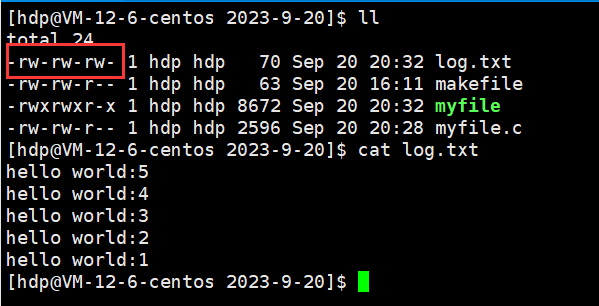 [hdp@VM-12-6-centos 2023-9-20]$ ll
total 24
-rw-rw-rw- 1 hdp hdp   70 Sep 20 20:32 log.txt
-rw-rw-r-- 1 hdp hdp   63 Sep 20 16:11 makefile
-rwxrwxr-x 1 hdp hdp 8672 Sep 20 20:32 myfile
-rw-rw-r-- 1 hdp hdp 2596 Sep 20 20:28 myfile.c
[hdp@VM-12-6-centos 2023-9-20]$ cat log.txt
hello world:5
hello world:4
hello world:3
hello world:2
hello world:1
[hdp@VM-12-6-centos 2023-9-20]$